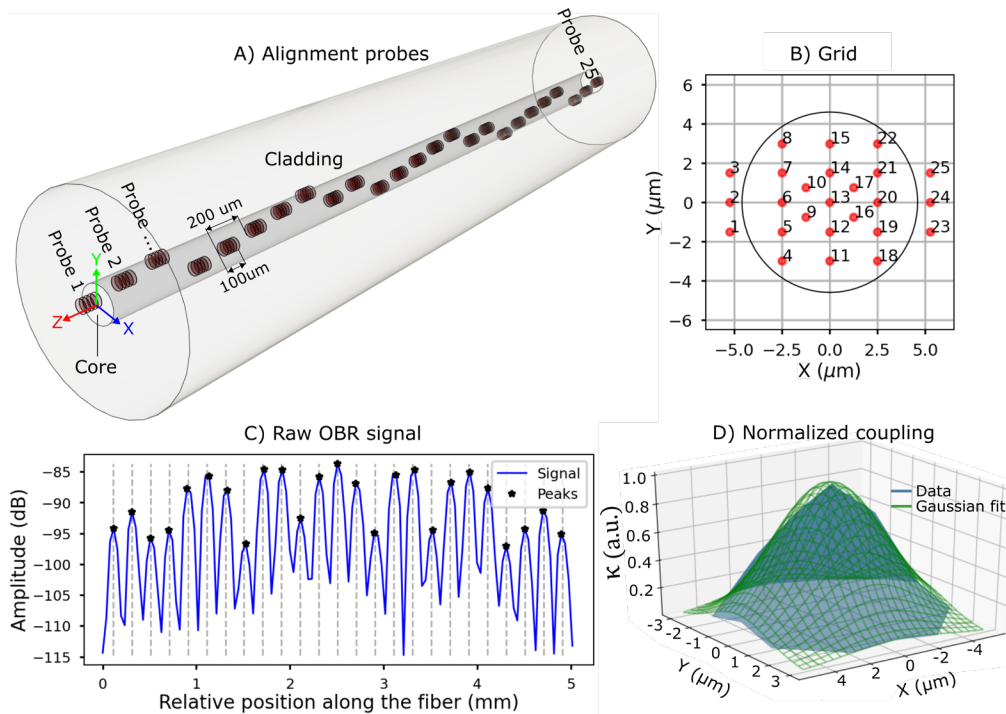 A) Alignment probes
Probe 25
Cladding
Probe ...
200 um
Probe 2
Probe 1
100um
Y
Z
X
Core
B) Grid
6
4
2
0
−2
−4
−6
Y (μm)
8 15 22
3 7 14 21 25
10 17
2 6 13 20 24
9 16
1 5 12 19 23
4 11 18
−5.0 −2.5 0.0 2.5 5.0
X (μm)
C) Raw OBR signal
−85
−90
−95
−100
−105
−110
−115
Amplitude (dB)
Signal
Peaks
0 1 2 3 4 5
Relative position along the fiber (mm)
D) Normalized coupling
1.0
0.8
0.6
0.4
0.2
κ (a.u.)
Data
Gaussian fit
-3 -2 -1 0 1 2 3
Y (μm)
4 2 0 -2 -4
X (μm)